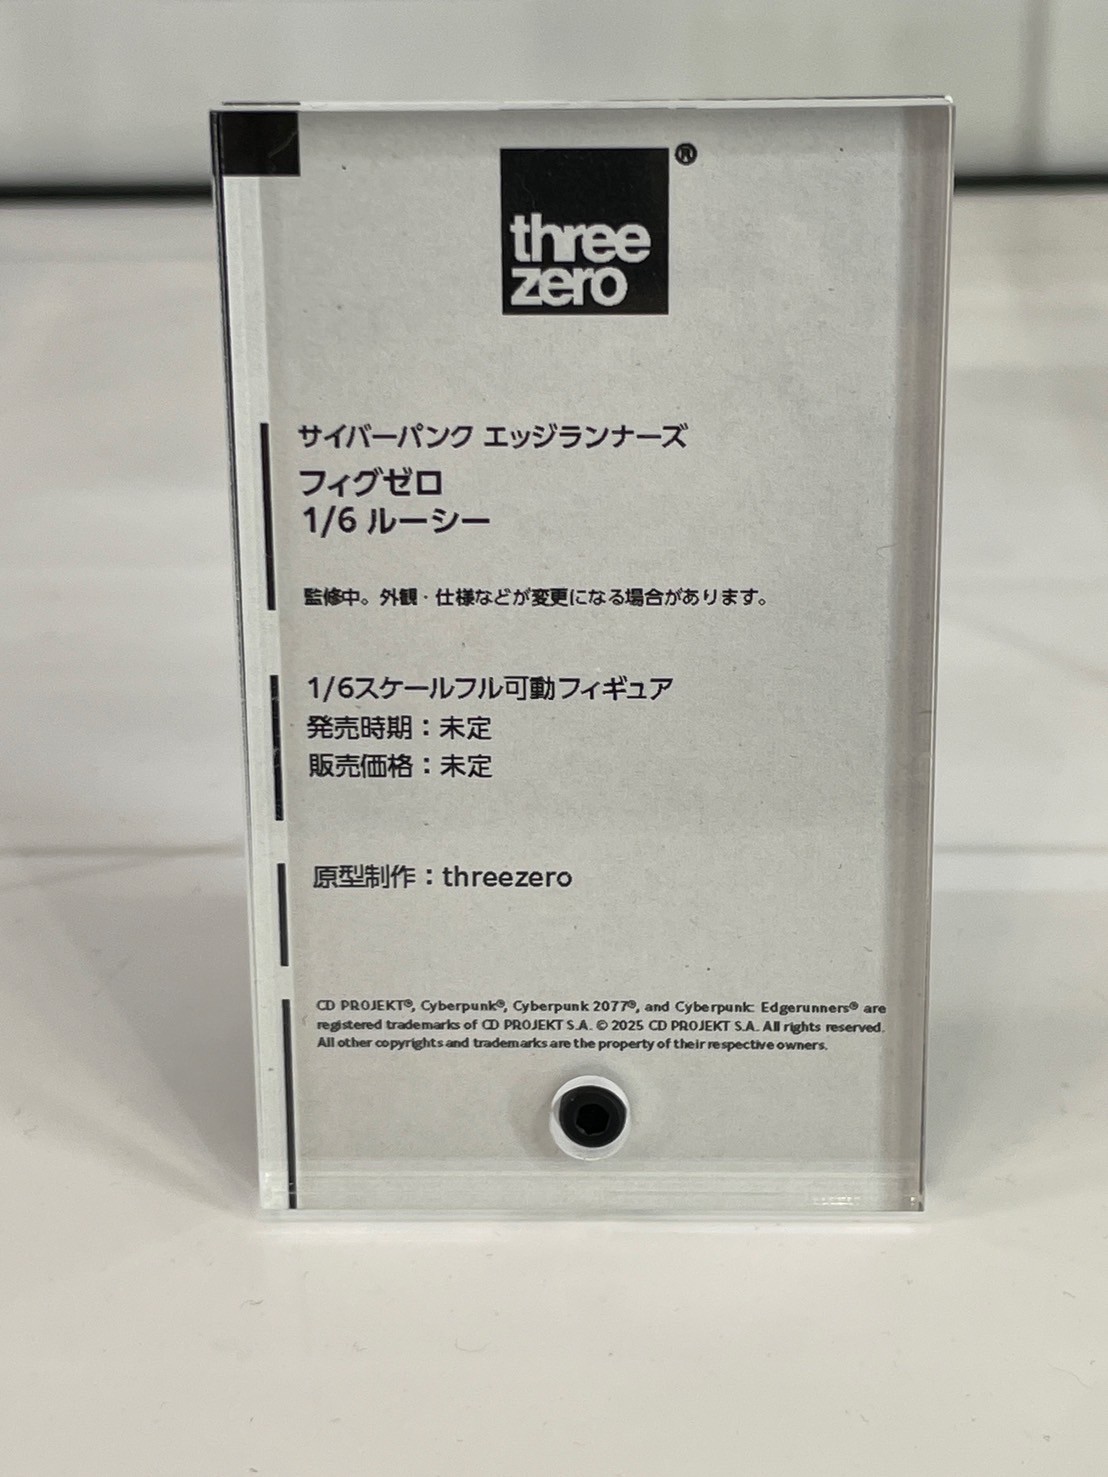 three
zero
®
サイバーパンク エッジランナーズ
フィグゼロ
1/6 ルーシー
監修中。外観・仕様などが変更になる場合があります。
1/6スケールフル可動フィギュア
発売時期：未定
販売価格：未定
原型制作：threezero
CD PROJEKT®, Cyberpunk®, Cyberpunk 2077®, and Cyberpunk: Edgerunners® are
registered trademarks of CD PROJEKT S.A. © 2025 CD PROJEKT S.A. All rights reserved.
All other copyrights and trademarks are the property of their respective owners.